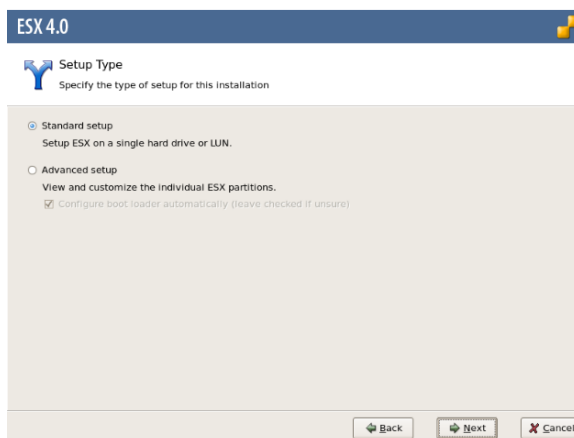 ESX 4.0
Setup Type
Specify the type of setup for this installation
Standard setup
Setup ESX on a single hard drive or LUN.
Advanced setup
View and customize the individual ESX partitions.
Configure boot loader automatically (leave checked if unsure)
Back
Next
Cancel